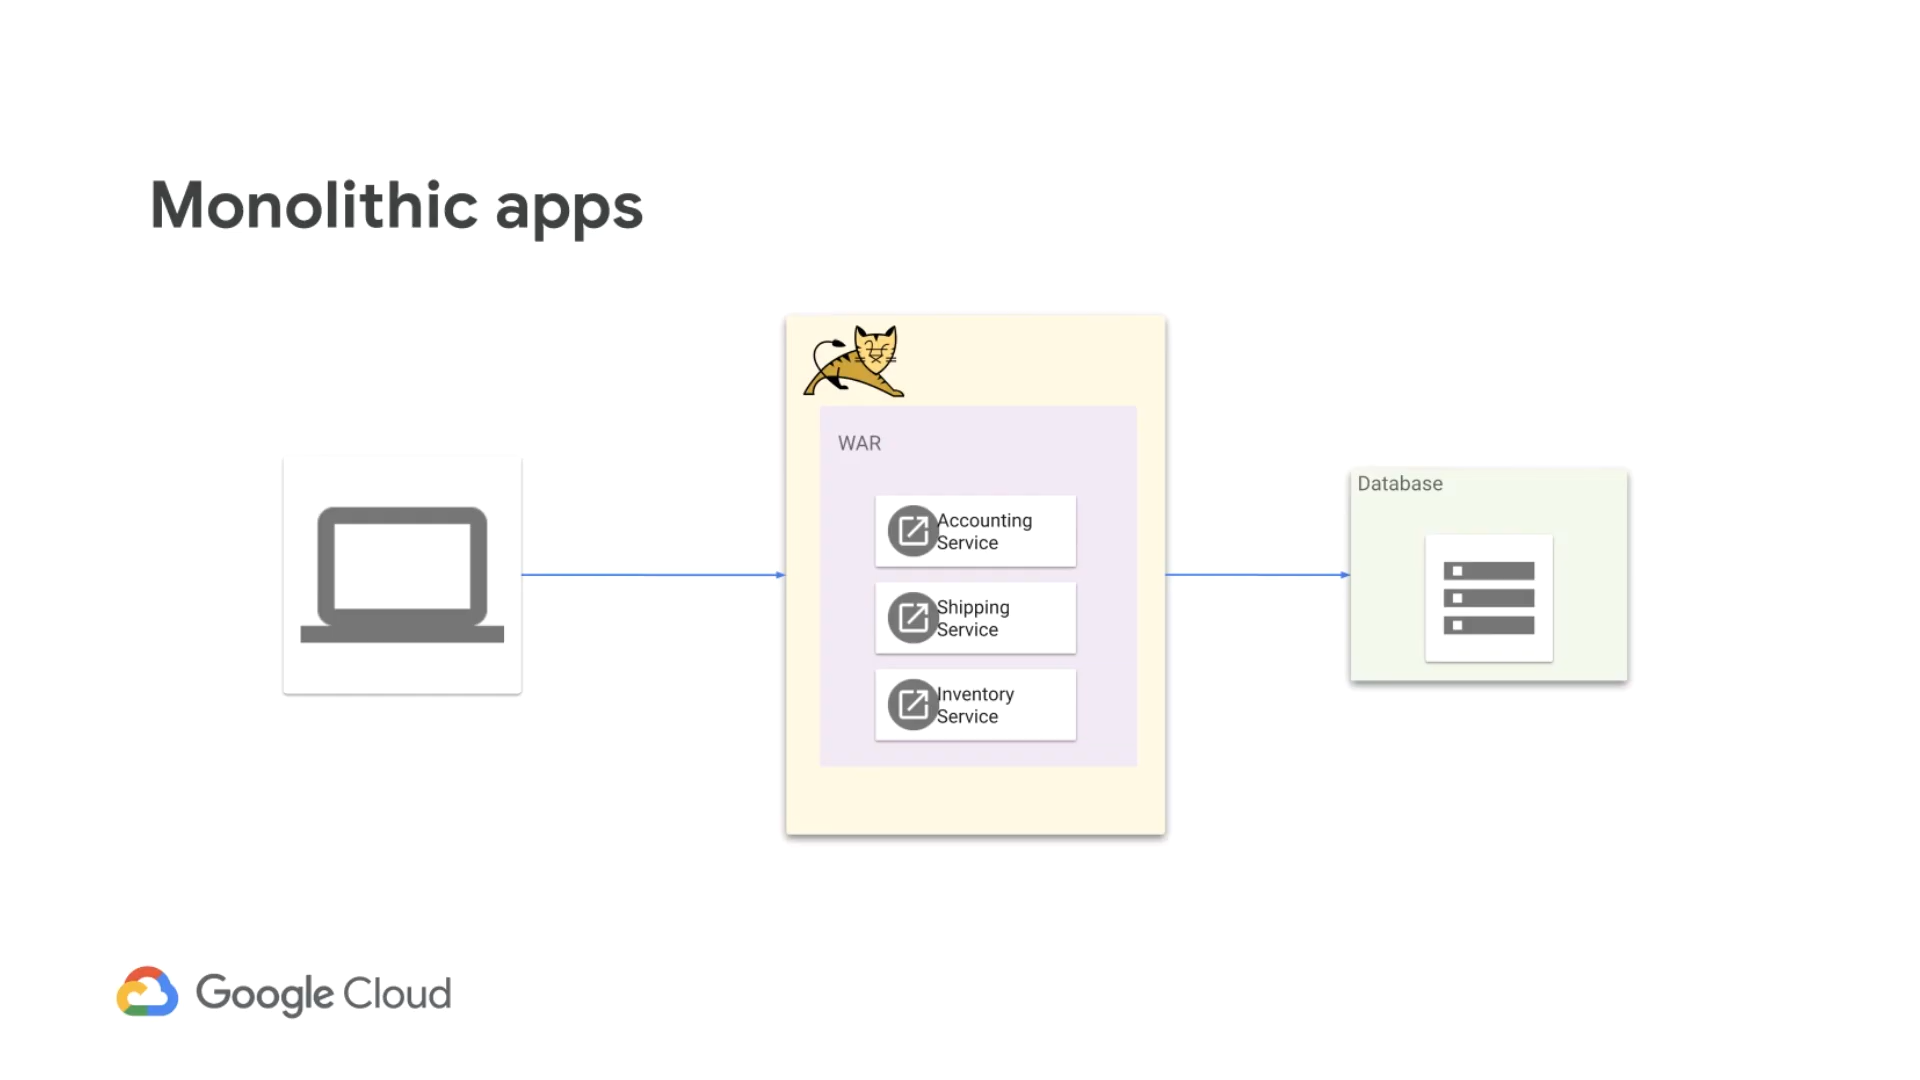 Monolithic apps
WAR
Accounting
Service
Shipping
Service
Inventory
Service
Database
Google Cloud